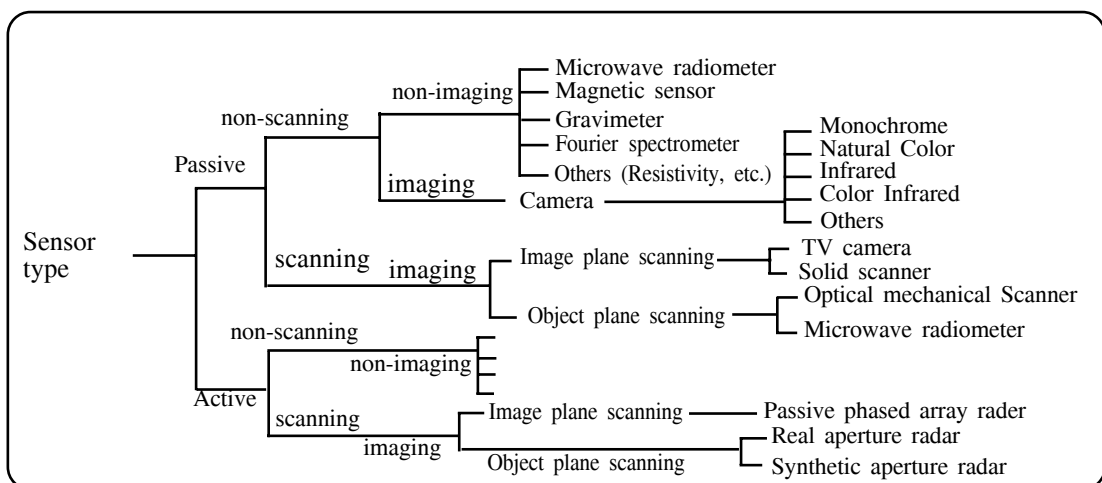 Microwave radiometer
non-imaging
Magnetic sensor
non-scanning
Gravimeter
Monochrome
Fourier spectrometer
Natural Color
Passive
Others (Resistivity, etc.)
Infrared
imaging
Camera
Color Infrared
Others
Sensor
type
scanning
imaging
Image plane scanning
TV camera
Solid scanner
Object plane scanning
Optical mechanical Scanner
Microwave radiometer
non-scanning
non-imaging
Active
scanning
imaging
Image plane scanning
Passive phased array rader
Object plane scanning
Real aperture radar
Synthetic aperture radar